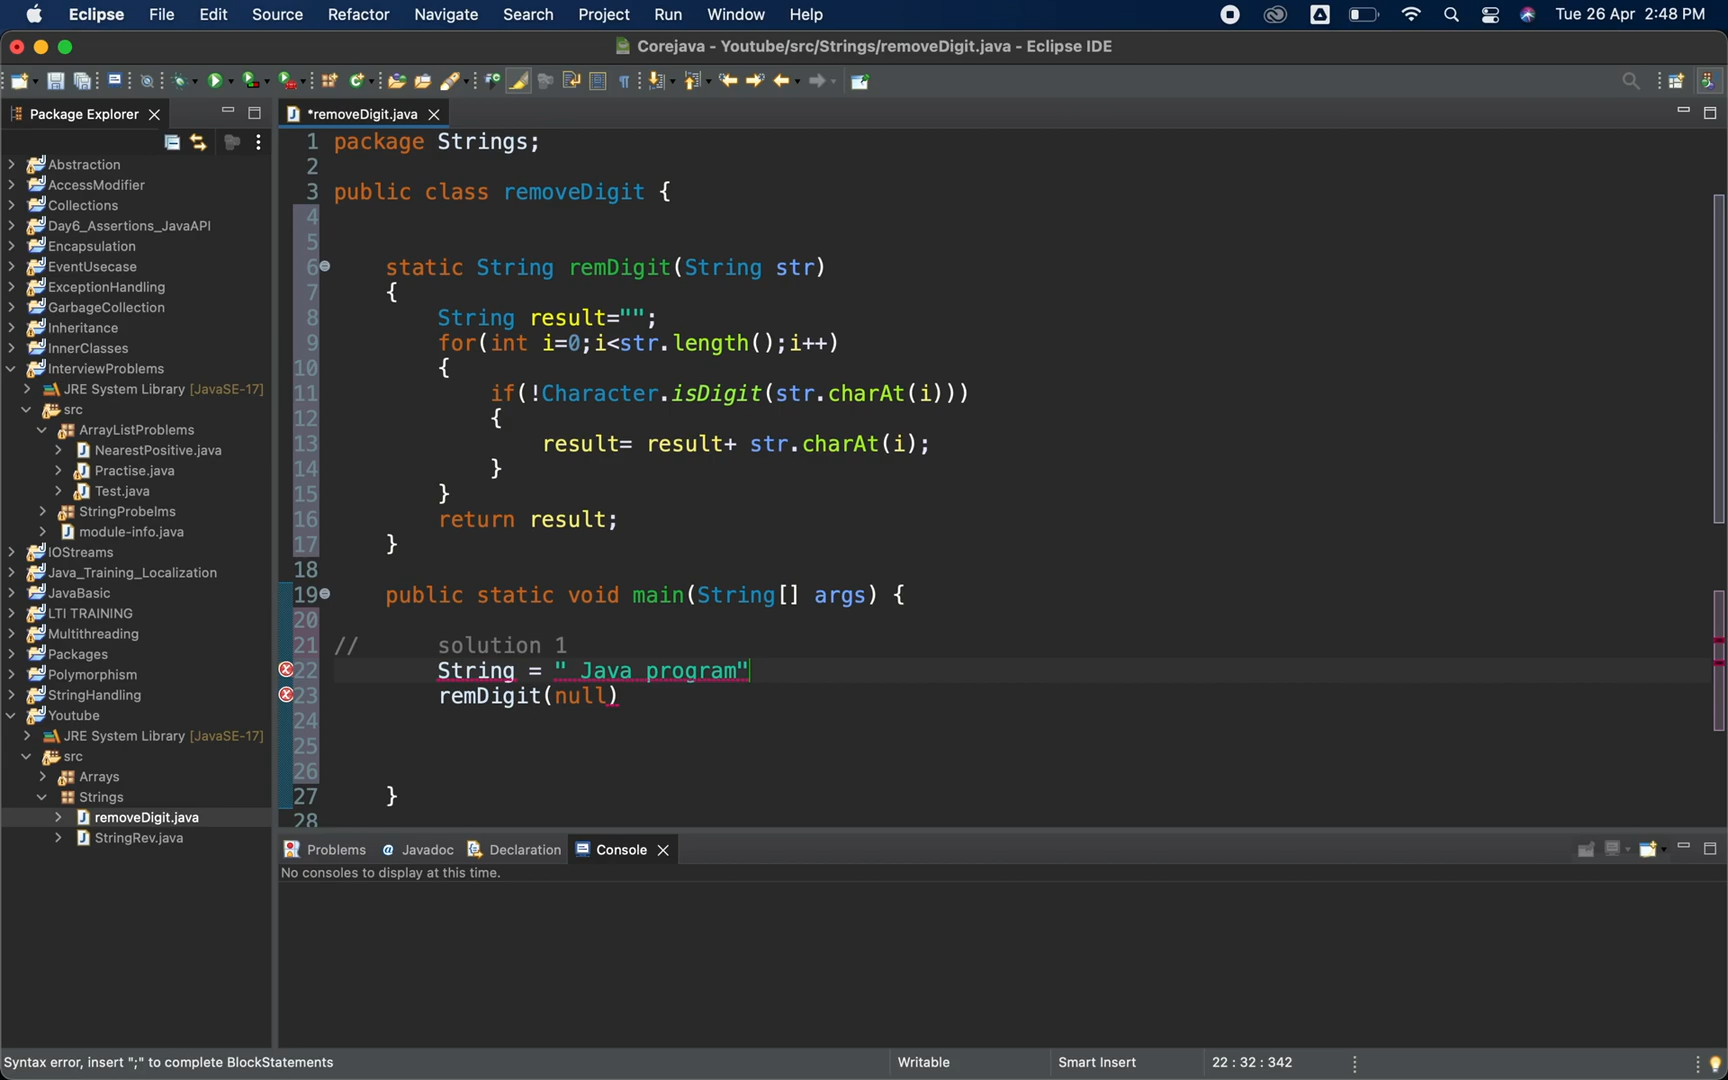 Eclipse File Edit Source Refactor Navigate Search Project Run Window Help Tue 26 Apr 2:48 PM
Corejava - Youtube/src/Strings/removeDigit.java - Eclipse IDE
Package Explorer
*removeDigit.java
Abstraction
AccessModifier
Collections
Day6_Assertions_JavaAPI
Encapsulation
EventUsecase
ExceptionHandling
GarbageCollection
Inheritance
InnerClasses
InterviewProblems
JRE System Library [JavaSE-17]
src
ArrayListProblems
NearestPositive.java
Practise.java
Test.java
StringProbelms
module-info.java
IOStreams
Java_Training_Localization
JavaBasic
LTI TRAINING
Multithreading
Packages
Polymorphism
StringHandling
Youtube
JRE System Library [JavaSE-17]
src
Arrays
Strings
removeDigit.java
StringRev.java
1 package Strings;
2
3 public class removeDigit {
4
5
6 static String remDigit(String str)
7 {
8 String result="";
9 for(int i=0;i<str.length();i++)
10 {
11 if(!Character.isDigit(str.charAt(i)))
12 {
13 result= result+ str.charAt(i);
14 }
15 }
16 return result;
17 }
18
19 public static void main(String[] args) {
20
21 // solution 1
22 String = " Java program"
23 remDigit(null)
24
25
26
27 }
28
Problems Javadoc Declaration Console
No consoles to display at this time.
Syntax error, insert ";" to complete BlockStatements Writable Smart Insert 22 : 32 : 342